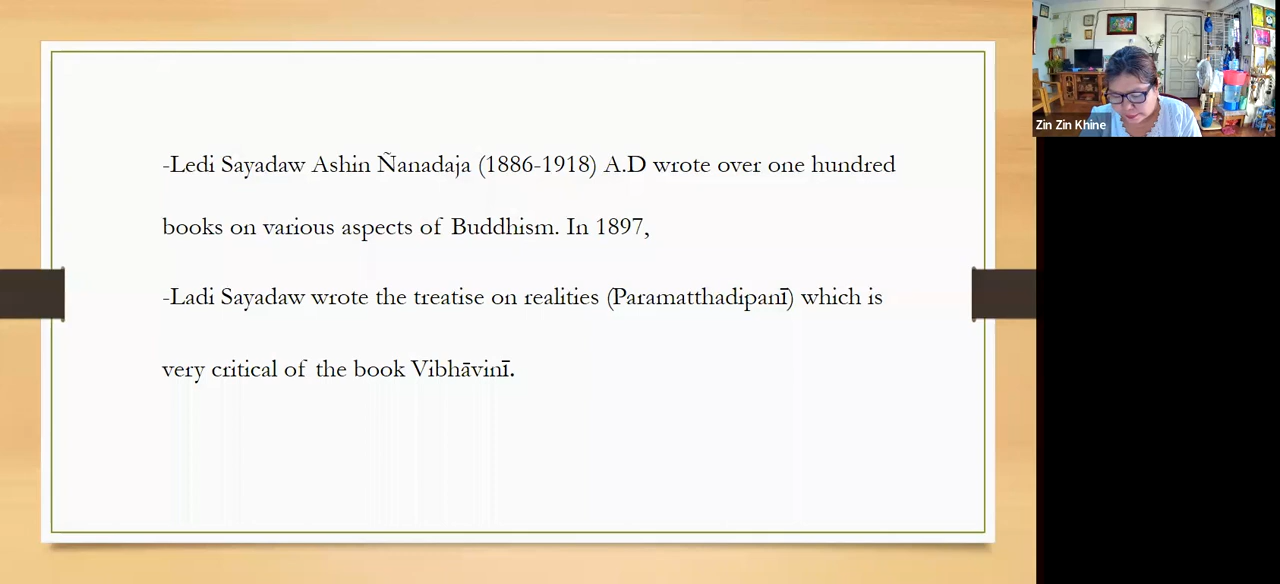 -Ledi Sayadaw Ashin Ñanadaja (1886-1918) A.D wrote over one hundred
books on various aspects of Buddhism. In 1897,
-Ladi Sayadaw wrote the treatise on realities (Paramatthadipanī) which is
very critical of the book Vibhāvinī.
Zin Zin Khine